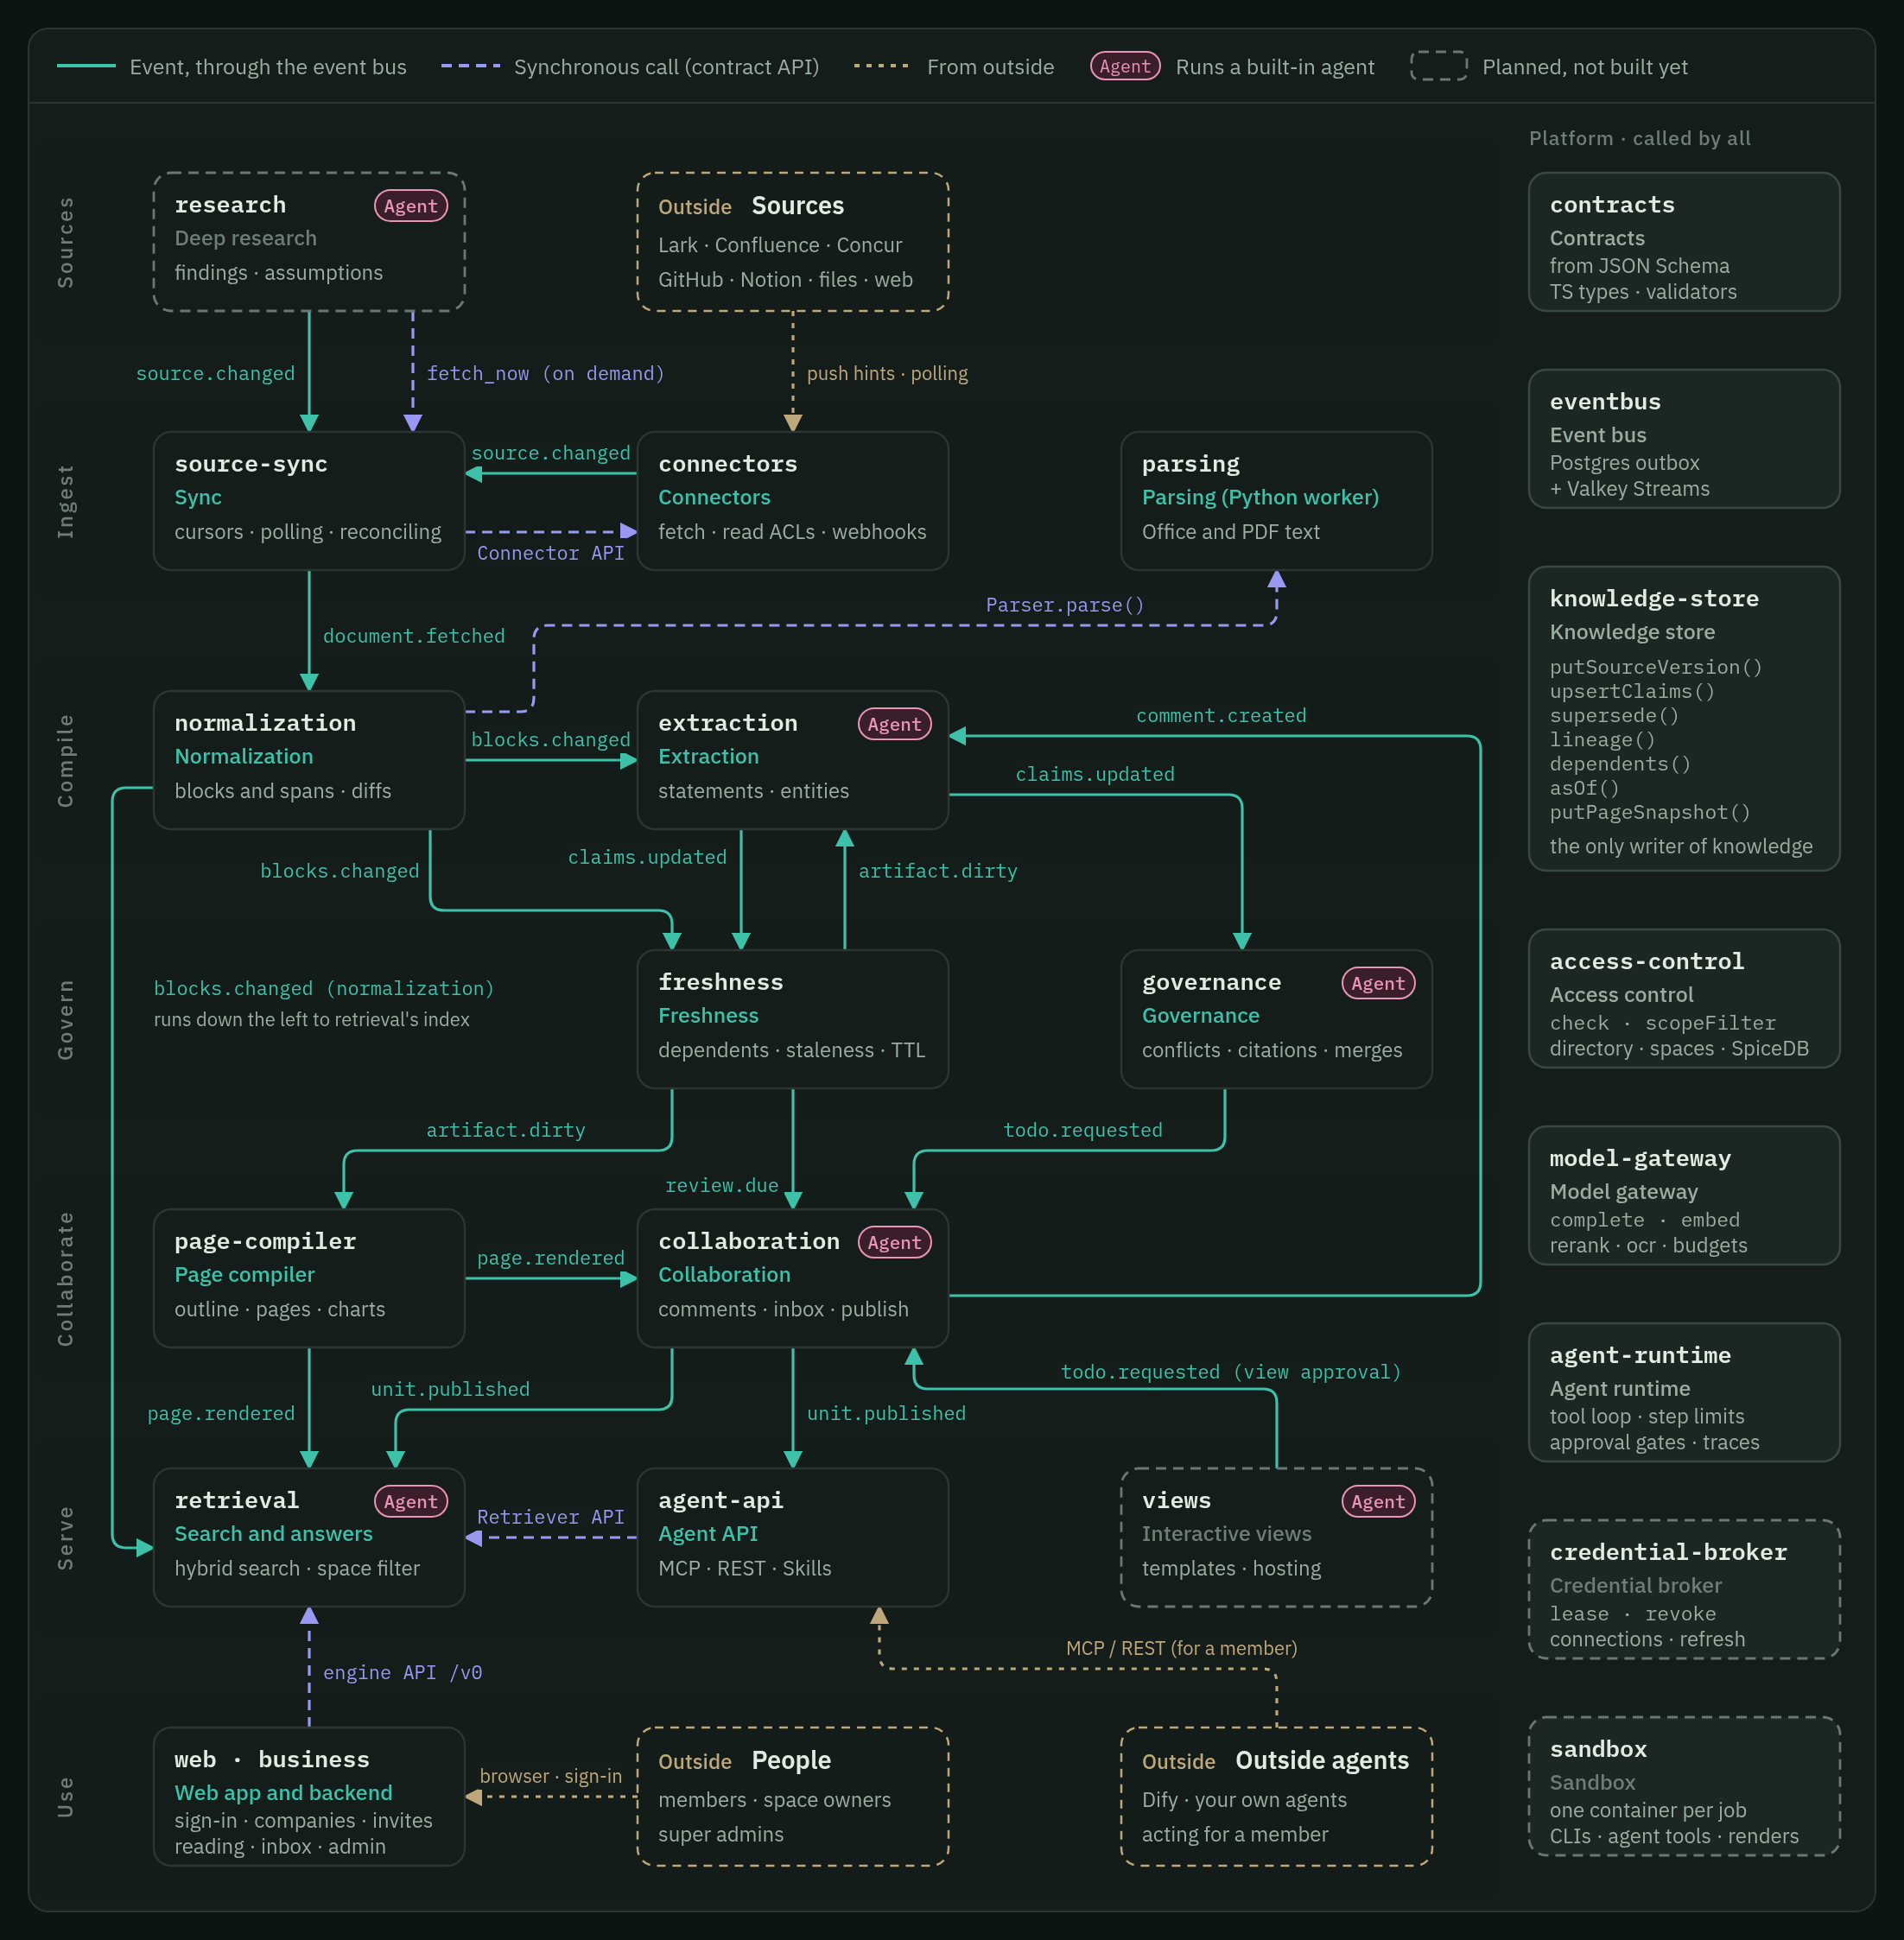 Event, through the event bus
Synchronous call (contract API)
From outside
Agent
Runs a built-in agent
Planned, not built yet
Platform · called by all
Sources
research
Agent
Deep research
findings · assumptions
Outside Sources
Lark · Confluence · Concur
GitHub · Notion · files · web
contracts
Contracts
from JSON Schema
TS types · validators
source.changed
fetch_now (on demand)
push hints · polling
eventbus
Event bus
Postgres outbox
+ Valkey Streams
Ingest
source-sync
Sync
cursors · polling · reconciling
source.changed
Connector API
connectors
Connectors
fetch · read ACLs · webhooks
parsing
Parsing (Python worker)
Office and PDF text
document.fetched
Parser.parse()
knowledge-store
Knowledge store
putSourceVersion()
upsertClaims()
supersede()
lineage()
dependents()
asOf()
putPageSnapshot()
the only writer of knowledge
Compile
normalization
Normalization
blocks and spans · diffs
blocks.changed
extraction
Agent
Extraction
statements · entities
comment.created
claims.updated
blocks.changed
claims.updated
artifact.dirty
Govern
blocks.changed (normalization)
runs down the left to retrieval's index
freshness
Freshness
dependents · staleness · TTL
governance
Agent
Governance
conflicts · citations · merges
access-control
Access control
check · scopeFilter
directory · spaces · SpiceDB
artifact.dirty
review.due
todo.requested
model-gateway
Model gateway
complete · embed
rerank · ocr · budgets
Collaborate
page-compiler
Page compiler
outline · pages · charts
page.rendered
collaboration
Agent
Collaboration
comments · inbox · publish
agent-runtime
Agent runtime
tool loop · step limits
approval gates · traces
page.rendered
unit.published
unit.published
todo.requested (view approval)
Serve
retrieval
Agent
Search and answers
hybrid search · space filter
Retriever API
agent-api
Agent API
MCP · REST · Skills
views
Agent
Interactive views
templates · hosting
credential-broker
Credential broker
lease · revoke
connections · refresh
engine API /v0
MCP / REST (for a member)
Use
web · business
Web app and backend
sign-in · companies · invites
reading · inbox · admin
browser · sign-in
Outside People
members · space owners
super admins
Outside Outside agents
Dify · your own agents
acting for a member
sandbox
Sandbox
one container per job
CLIs · agent tools · renders